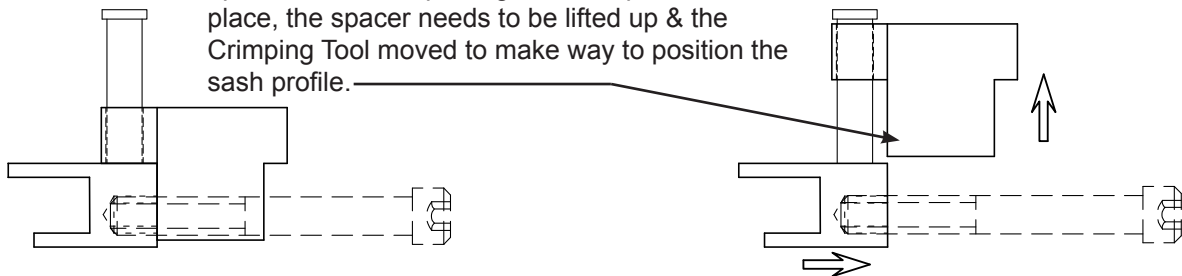 place, the spacer needs to be lifted up & the
Crimping Tool moved to make way to position the
sash profile.